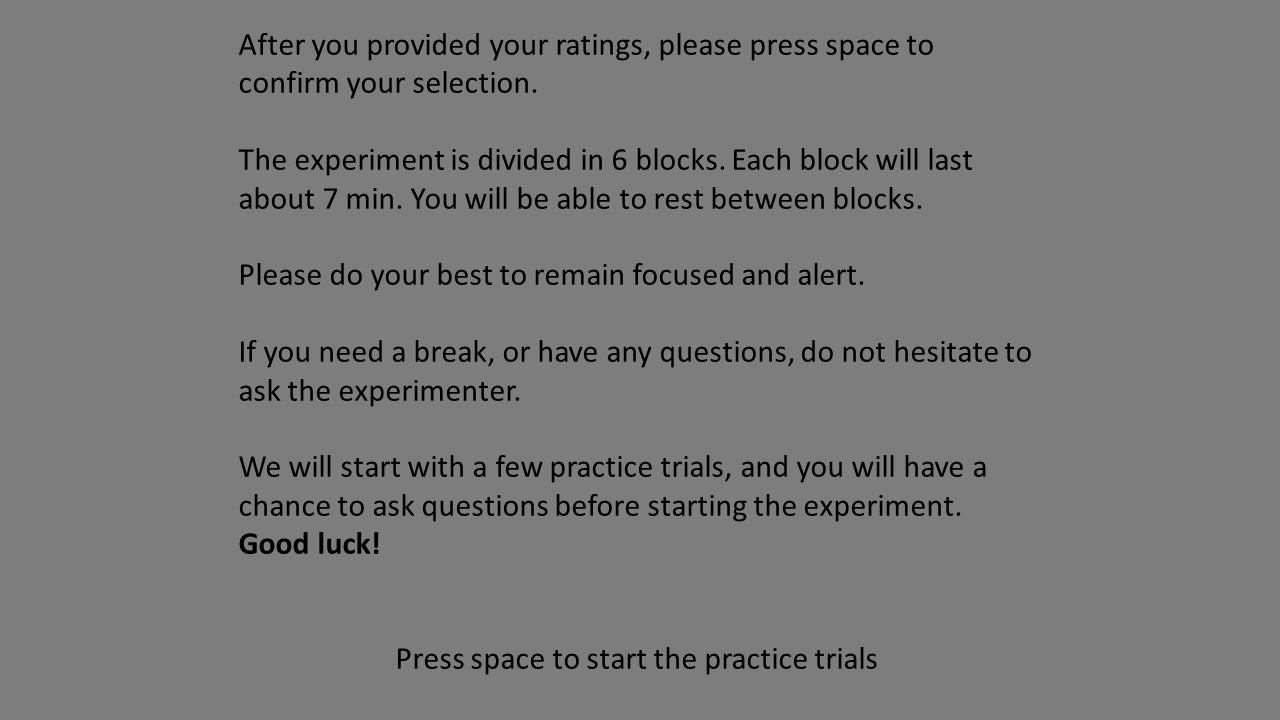 After you provided your ratings, please press space to
confirm your selection.
The experiment is divided in 6 blocks. Each block will last
about 7 min. You will be able to rest between blocks.
Please do your best to remain focused and alert.
If you need a break, or have any questions, do not hesitate to
ask the experimenter.
We will start with a few practice trials, and you will have a
chance to ask questions before starting the experiment.
Good luck!
Press space to start the practice trials